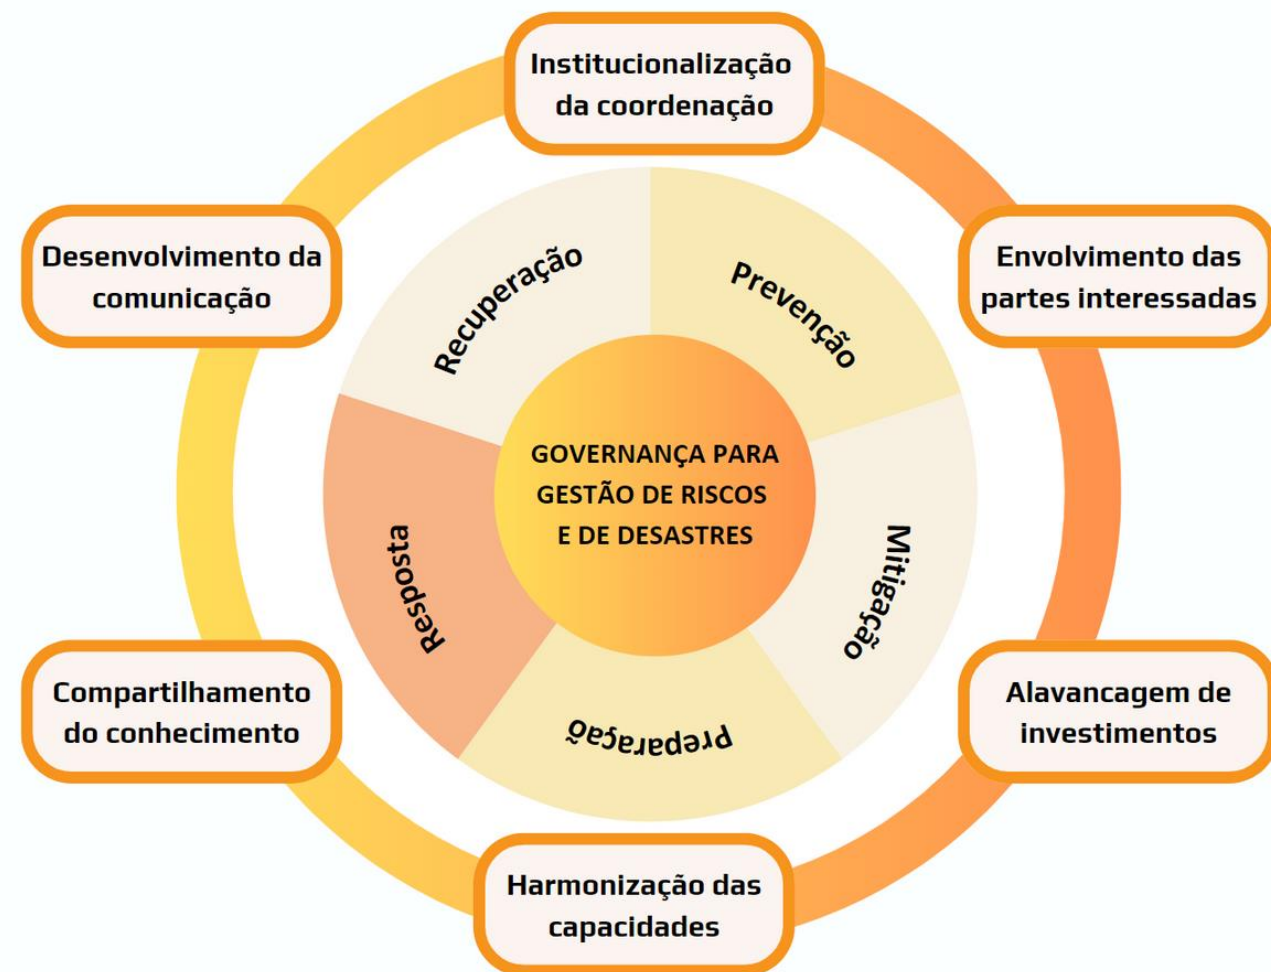 Institucionalização
da coordenação
Desenvolvimento da
comunicação
Envolvimento das
partes interessadas
Recuperação
Prevenção
GOVERNANÇA PARA
GESTÃO DE RISCOS
E DE DESASTRES
Resposta
Mitigação
Preparaçaõ
Compartilhamento
do conhecimento
Alavancagem de
investimentos
Harmonização das
capacidades